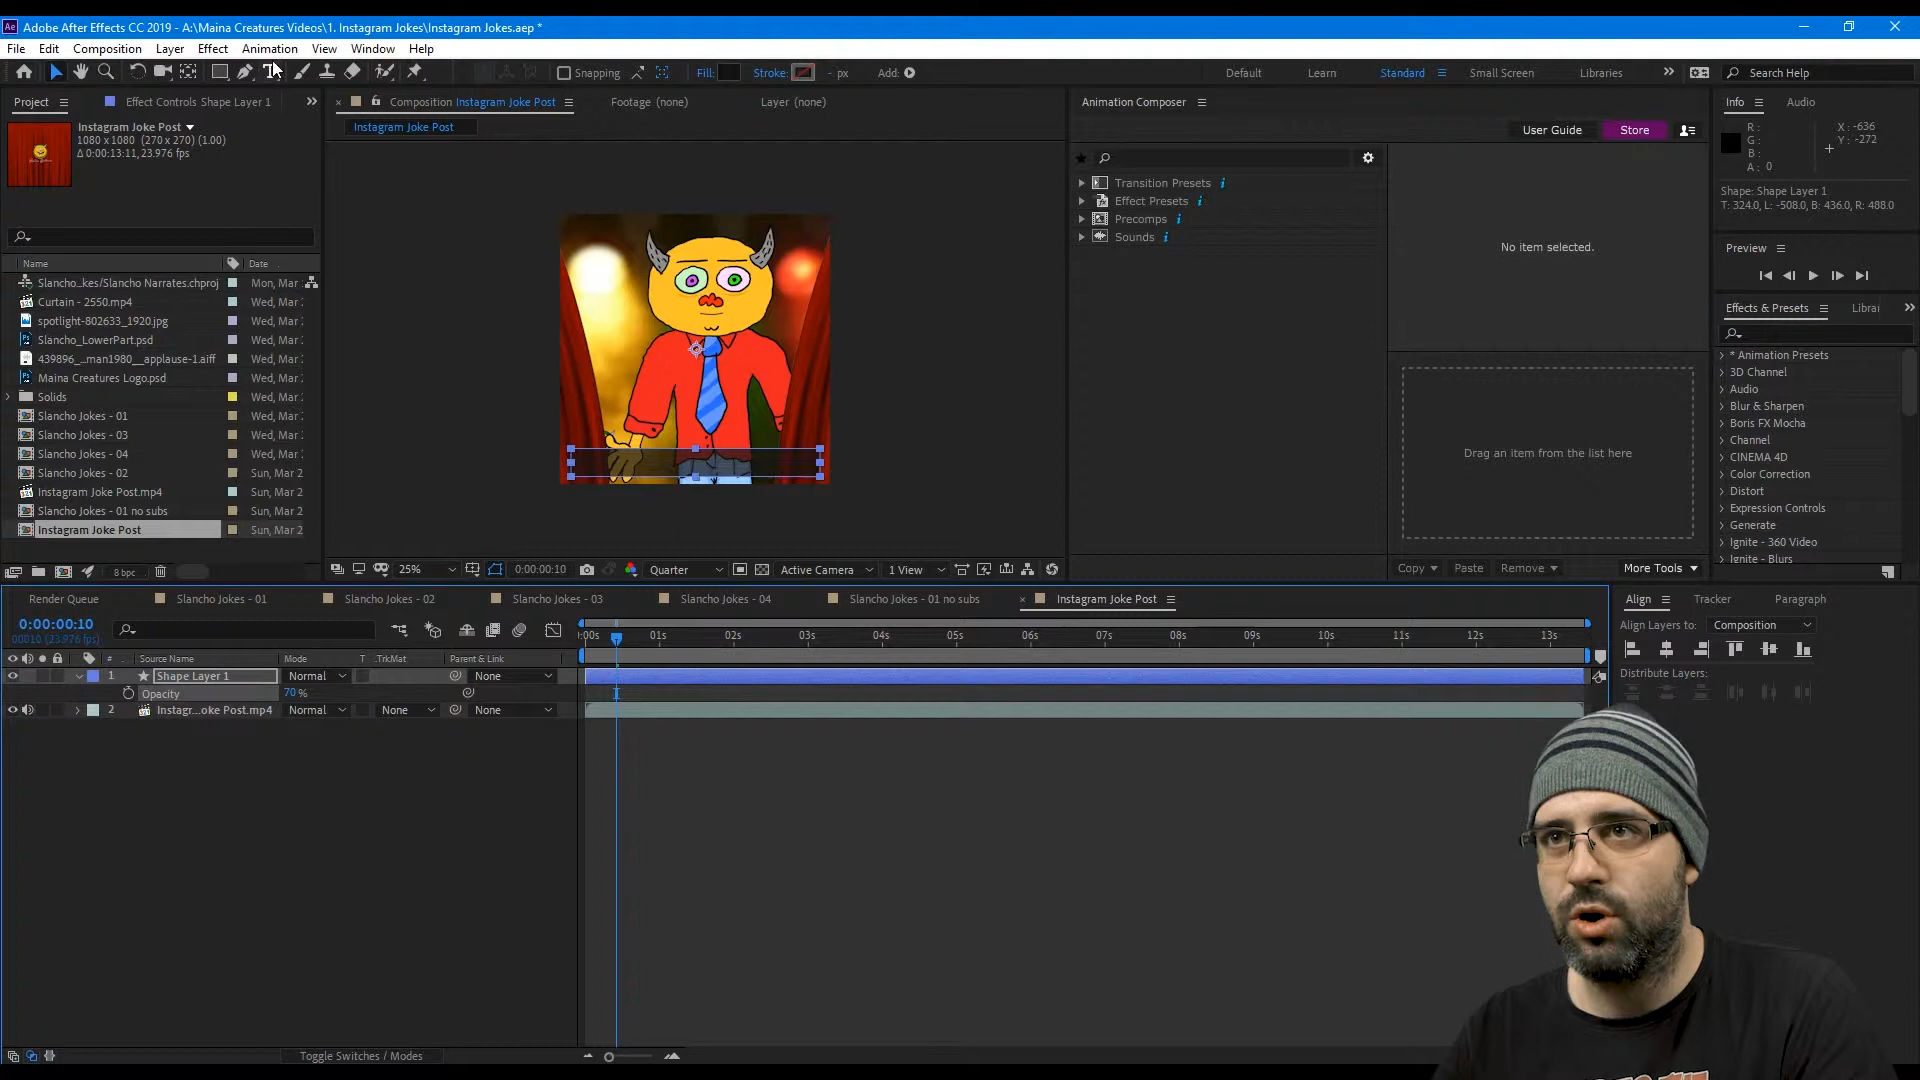 Ae Adobe After Effects CC 2019 - A:\Maina Creatures Videos\1. Instagram Jokes\Instagram Jokes.aep *
File Edit Composition Layer Effect Animation View Window Help
Snapping Fill: Stroke: - px Add: Default Learn Standard Small Screen Libraries Search Help
Project Effect Controls Shape Layer 1
Instagram Joke Post
1080 x 1080 (270 x 270) (1.00)
Δ 0:00:13:11, 23.976 fps
Name Date
Slancho_kes/Slancho Narrates.chproj Mon, Mar
Curtain - 2550.mp4 Wed, Mar
spotlight-802633_1920.jpg Wed, Mar
Slancho_LowerPart.psd Wed, Mar
439896_...man1980__applause-1.aiff Wed, Mar
Maina Creatures Logo.psd Wed, Mar
Solids
Slancho Jokes - 01 Wed, Mar
Slancho Jokes - 03 Wed, Mar
Slancho Jokes - 04 Wed, Mar
Slancho Jokes - 02 Sun, Mar 2
Instagram Joke Post.mp4 Sun, Mar 2
Slancho Jokes - 01 no subs Sun, Mar 2
Instagram Joke Post Sun, Mar 2
8 bpc
Composition Instagram Joke Post Footage (none) Layer (none)
Instagram Joke Post
25% 0:00:00:10 Quarter Active Camera 1 View
Animation Composer
User Guide Store
Transition Presets i
Effect Presets i
Precomps i
Sounds i
No item selected.
Drag an item from the list here
Copy Paste Remove More Tools
Info Audio
R: X: -636
G: Y: -272
B:
A: 0
Shape: Shape Layer 1
T: 324.0, L: -508.0, B: 436.0, R: 488.0
Preview
Effects & Presets Librai
* Animation Presets
3D Channel
Audio
Blur & Sharpen
Boris FX Mocha
Channel
CINEMA 4D
Color Correction
Distort
Expression Controls
Generate
Ignite - 360 Video
Ignite - Blurs
Render Queue Slancho Jokes - 01 Slancho Jokes - 02 Slancho Jokes - 03 Slancho Jokes - 04 Slancho Jokes - 01 no subs Instagram Joke Post
0:00:00:10
00010 (23.976 fps)
:00s 01s 02s 03s 04s 05s 06s 07s 08s 09s 10s 11s 12s 13s
# Source Name Mode T .TrkMat Parent & Link
1 Shape Layer 1 Normal None
Opacity 70 %
2 Instagr...oke Post.mp4 Normal None None
Toggle Switches / Modes
Align Tracker Paragraph
Align Layers to: Composition
Distribute Layers: